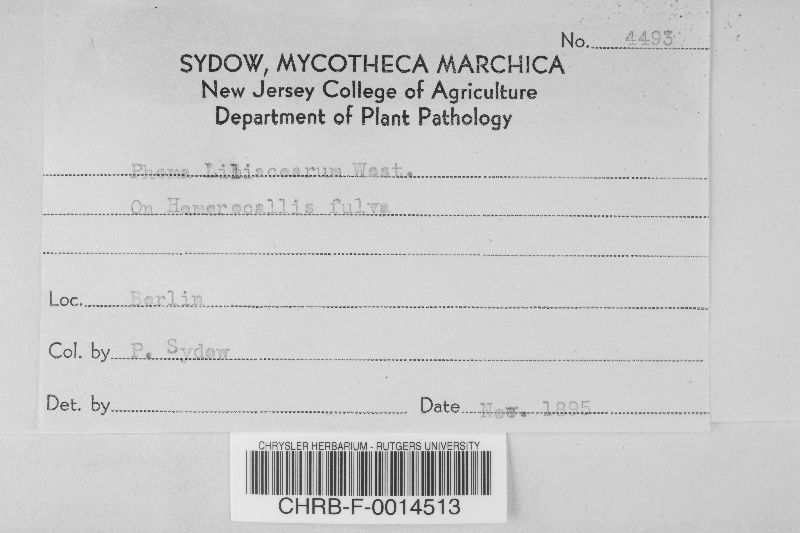 No. 4493
SYDOW, MYCOTHECA MARCHICA
New Jersey College of Agriculture
Department of Plant Pathology
Phoma Liliacearum West.
On Hemerocallis fulva
Loc. Berlin
Col. by P. Sydow
Det. by
Date Nov. 1895
CHRYSLER HERBARIUM - RUTGERS UNIVERSITY
CHRB-F-0014513